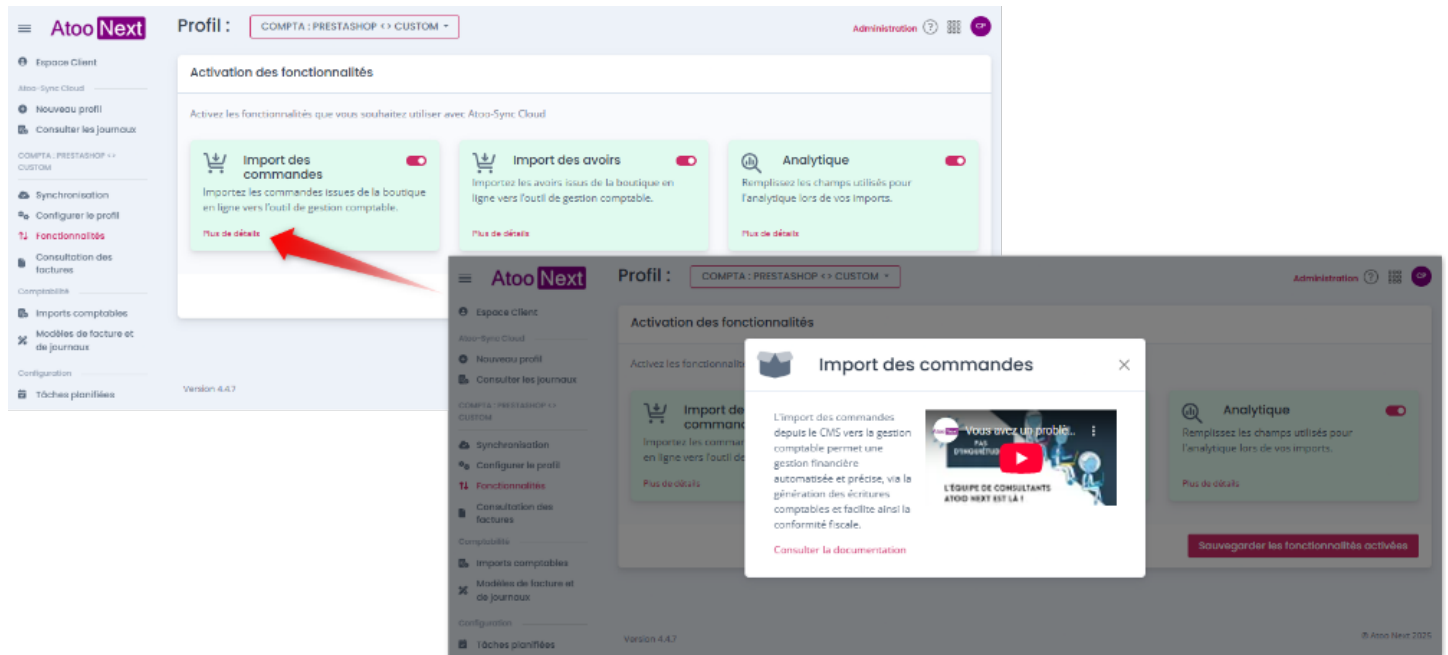 Atoo Next
Profil :
COMPTA : PRESTASHOP <> CUSTOM
Administration
?
CP
Espace Client
Atoo-Sync Cloud
Nouveau profil
Consulter les journaux
COMPTA : PRESTASHOP <>
CUSTOM
Synchronisation
Configurer le profil
Fonctionnalités
Consultation des
factures
Comptabilité
Imports comptables
Modèles de facture et
de journaux
Configuration
Tâches planifiées
Activation des fonctionnalités
Activez les fonctionnalités que vous souhaitez utiliser avec Atoo-Sync Cloud
Import des
commandes
Importez les commandes issues de la boutique
en ligne vers l'outil de gestion comptable.
Plus de détails
Import des avoirs
Importez les avoirs issus de la boutique en
ligne vers l'outil de gestion comptable.
Plus de détails
Analytique
Remplissez les champs utilisés pour
l'analytique lors de vos imports.
Plus de détails
Version 4.4.7
Atoo Next
Profil :
COMPTA : PRESTASHOP <> CUSTOM
Administration
?
CP
Espace Client
Atoo-Sync Cloud
Nouveau profil
Consulter les journaux
COMPTA : PRESTASHOP <>
CUSTOM
Synchronisation
Configurer le profil
Fonctionnalités
Consultation des
factures
Comptabilité
Imports comptables
Modèles de facture et
de journaux
Configuration
Tâches planifiées
Activation des fonctionnalités
Activez les fonctionnalités
Import de
commanc
Importez les commar
en ligne vers l'outil de
Plus de détails
Import des commandes
L'import des commandes
depuis le CMS vers la gestion
comptable permet une
gestion financière
automatisée et précise, via la
génération des écritures
comptables et facilite ainsi la
conformité fiscale.
Consulter la documentation
Vous avez un problè...
PAS
D'INQUIÉTUD
L'ÉQUIPE DE CONSULTANTS
ATOO NEXT EST LÀ !
Analytique
Remplissez les champs utilisés pour
l'analytique lors de vos imports.
Plus de détails
Sauvegarder les fonctionnalités activées
Version 4.4.7
© Atoo Next 2025